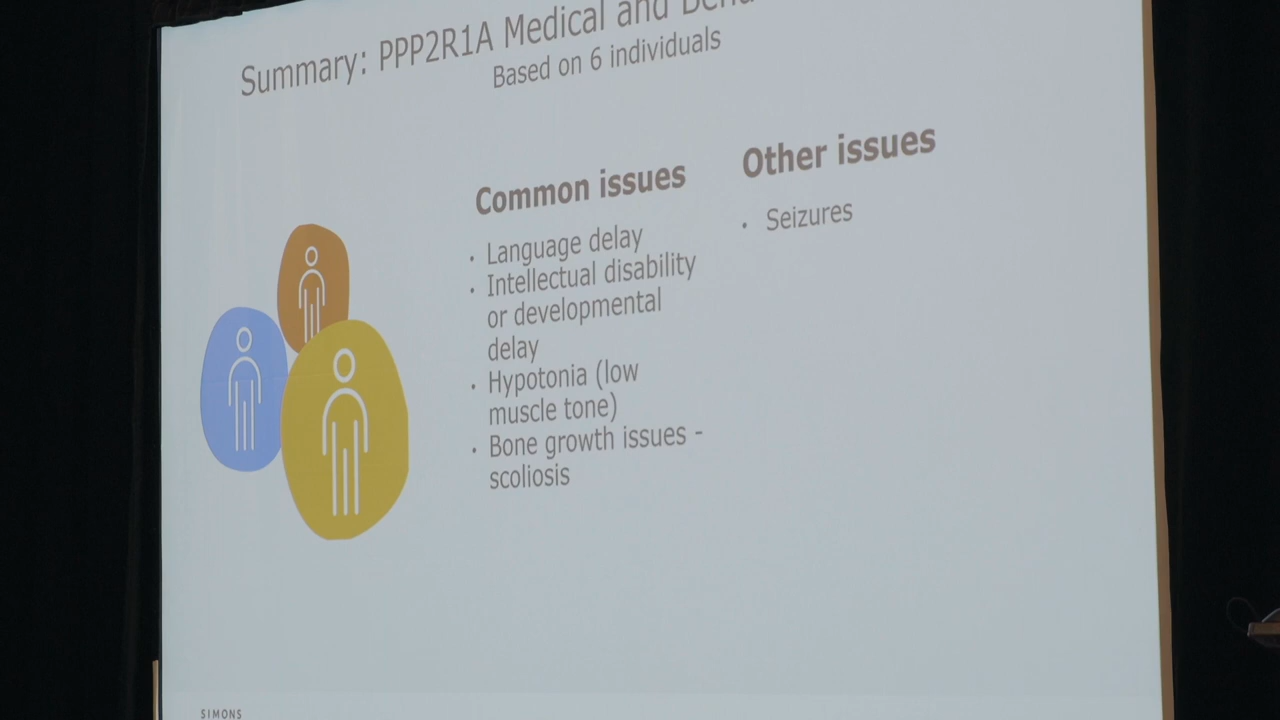 Summary: PPP2R1A Medical and
Based on 6 individuals
Common issues
• Language delay
• Intellectual disability
or developmental
delay
• Hypotonia (low
muscle tone)
• Bone growth issues -
scoliosis
Other issues
• Seizures
SIMONS